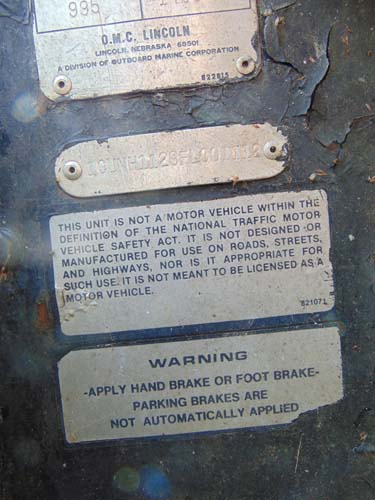 995
O.M.C. LINCOLN
LINCOLN, NEBRASKA 68501
A DIVISION OF OUTBOARD MARINE CORPORATION
822815
THIS UNIT IS NOT A MOTOR VEHICLE WITHIN THE
DEFINITION OF THE NATIONAL TRAFFIC MOTOR
VEHICLE SAFETY ACT. IT IS NOT DESIGNED OR
MANUFACTURED FOR USE ON ROADS, STREETS,
AND HIGHWAYS, NOR IS IT APPROPRIATE FOR
SUCH USE. IT IS NOT MEANT TO BE LICENSED AS A
MOTOR VEHICLE.
821071
WARNING
-APPLY HAND BRAKE OR FOOT BRAKE-
PARKING BRAKES ARE
NOT AUTOMATICALLY APPLIED